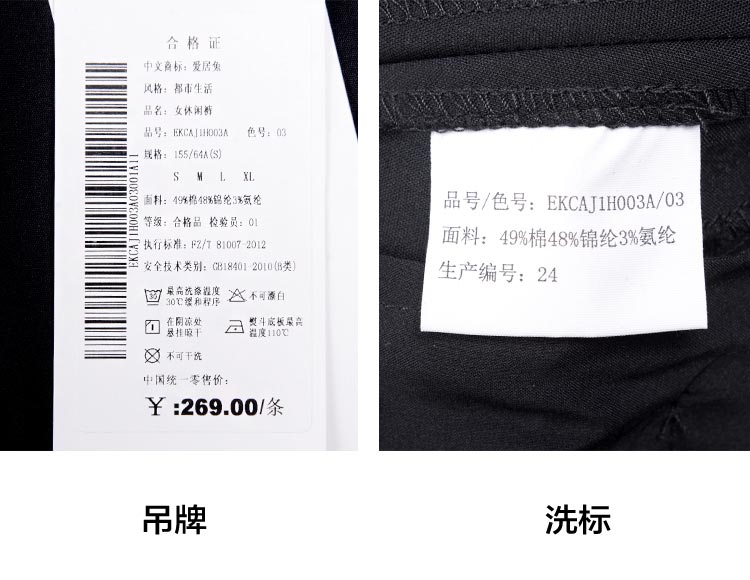 合格证
中文商标：爱居兔
风格：都市生活
品名：女休闲裤
品号：EKCAJ1H003A 色号：03
规格：155/64A(S)
S M L XL
面料：49%棉48%锦纶3%氨纶
等级：合格品 检验员：01
执行标准：FZ/T 81007-2012
安全技术类别：GB18401-2010(B类)
最高洗涤温度
30℃缓和程序
不可漂白
在阴凉处
悬挂晾干
熨斗底板最高
温度110℃
不可干洗
中国统一零售价：
¥:269.00/条
EKCAJ1H003A03001A11
品号/色号：EKCAJ1H003A/03
面料：49%棉48%锦纶3%氨纶
生产编号：24
吊牌
洗标